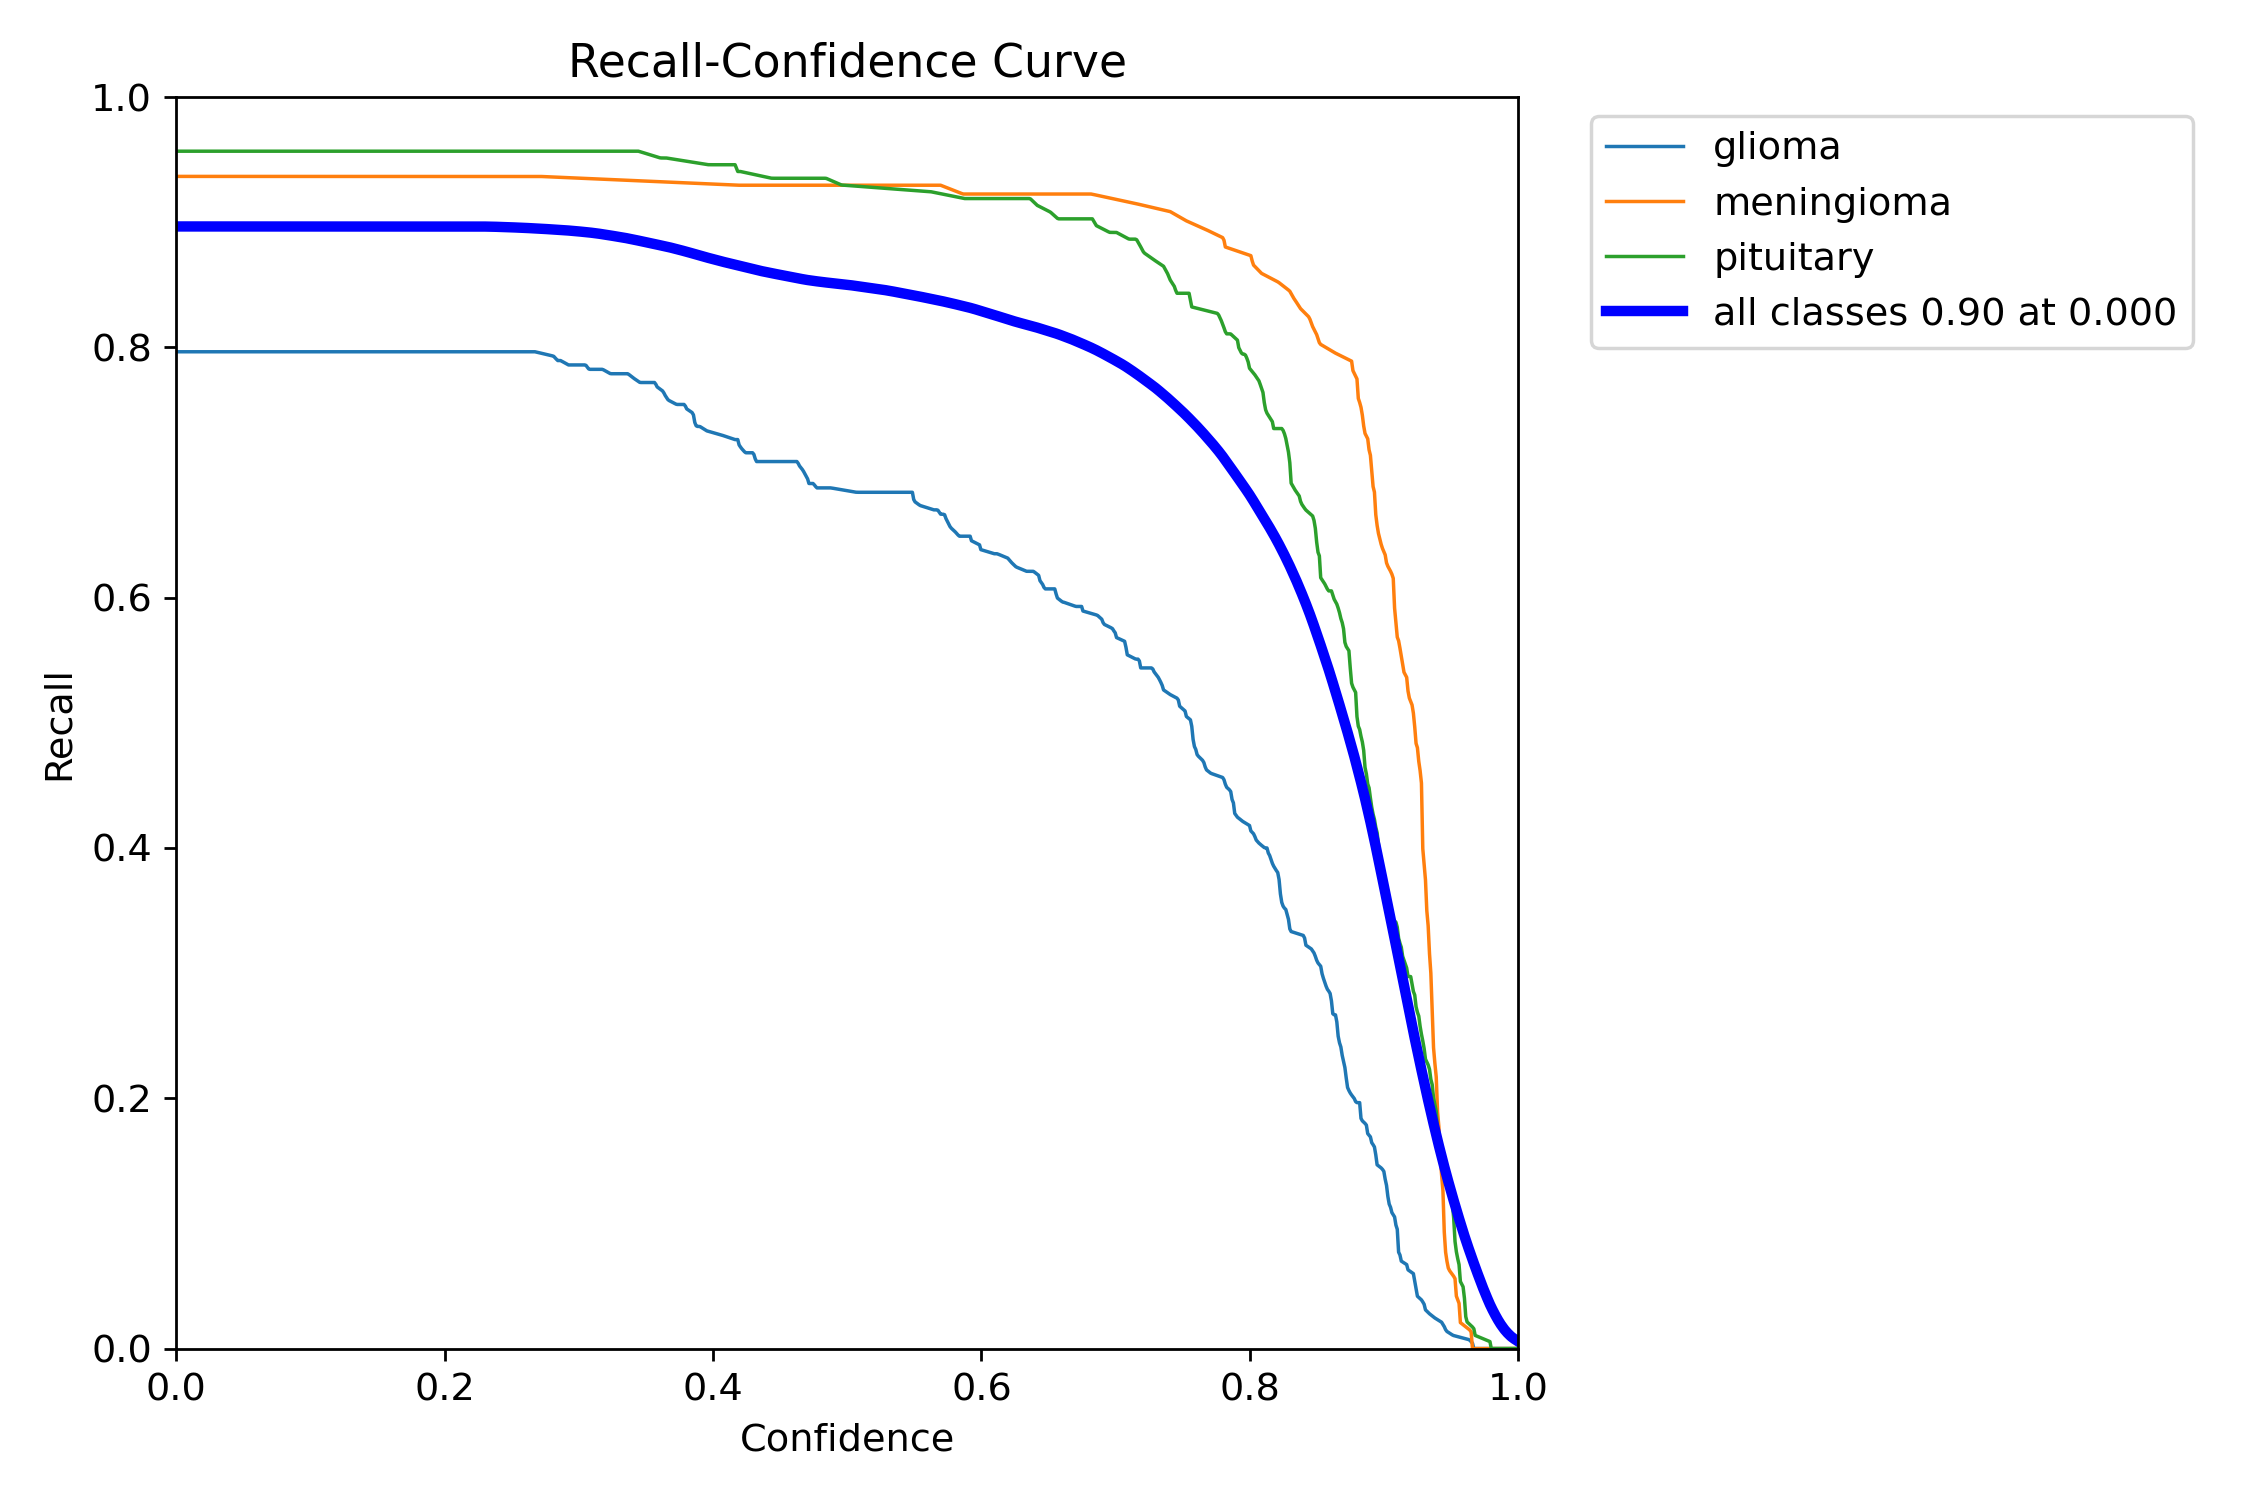 Recall-Confidence Curve
1.0
0.8
0.6
0.4
0.2
0.0
Recall
0.0 0.2 0.4 0.6 0.8 1.0
Confidence
glioma
meningioma
pituitary
all classes 0.90 at 0.000